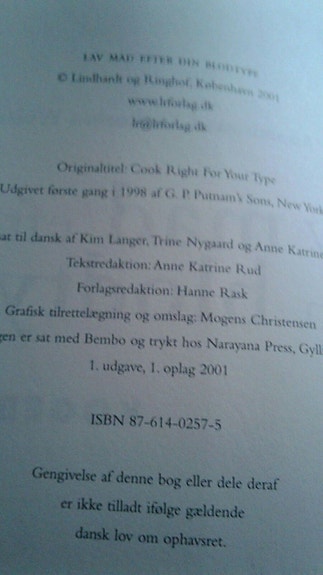 LAV MAD EFTER DIN BLODTYPE
© Lindhardt og Ringhof, København 2001
www.lrforlag.dk
lr@lrforlag.dk
Originaltitel: Cook Right For Your Type
Udgivet første gang i 1998 af G. P. Putnam's Sons, New York
at til dansk af Kim Langer, Trine Nygaard og Anne Katrine
Tekstredaktion: Anne Katrine Rud
Forlagsredaktion: Hanne Rask
Grafisk tilrettelægning og omslag: Mogens Christensen
gen er sat med Bembo og trykt hos Narayana Press, Gyll
1. udgave, 1. oplag 2001
ISBN 87-614-0257-5
Gengivelse af denne bog eller dele deraf
er ikke tilladt ifølge gældende
dansk lov om ophavsret.